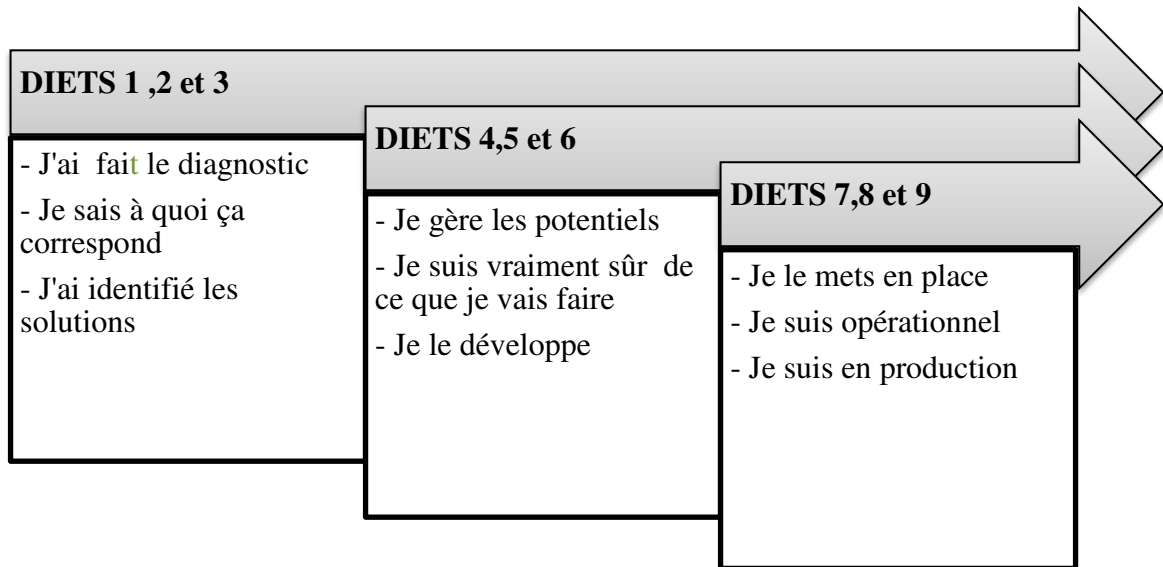 DIETS 1 ,2 et 3
- J'ai  fait le diagnostic
- Je sais à quoi ça
correspond
- J'ai identifié les
solutions
DIETS 4,5 et 6
- Je gère les potentiels
- Je suis vraiment sûr  de
ce que je vais faire
- Je le développe
DIETS 7,8 et 9
- Je le mets en place
- Je suis opérationnel
- Je suis en production